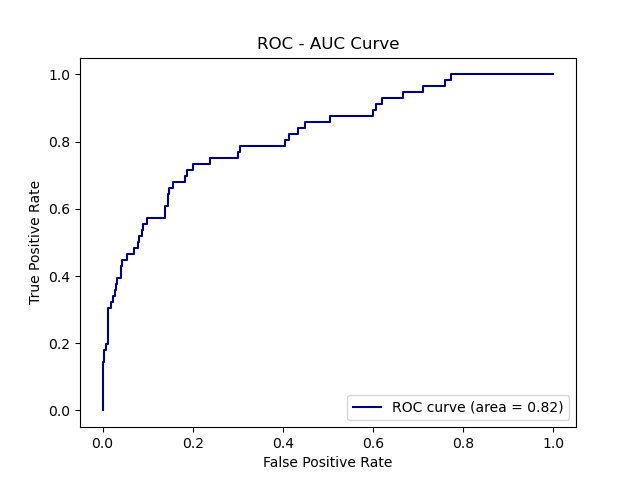 ROC - AUC Curve
True Positive Rate
1.0
0.8
0.6
0.4
0.2
0.0
ROC curve (area = 0.82)
0.0 0.2 0.4 0.6 0.8 1.0
False Positive Rate